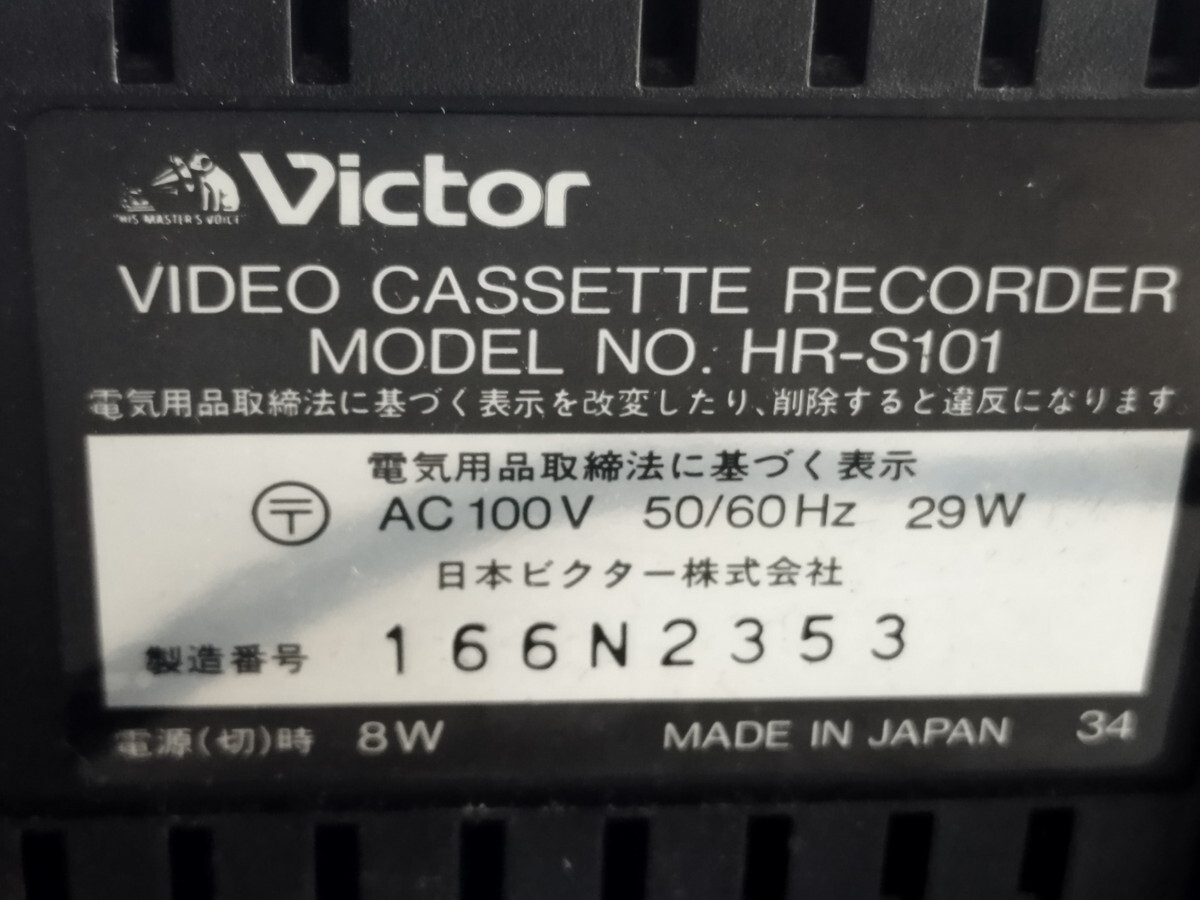 HIS MASTER'S VOICE
Victor
VIDEO CASSETTE RECORDER
MODEL NO. HR-S101
電気用品取締法に基づく表示を改変したり、削除すると違反になります
電気用品取締法に基づく表示
〒 AC 100V 50/60Hz 29W
日本ビクター株式会社
製造番号 166N2353
電源(切)時 8W MADE IN JAPAN 34